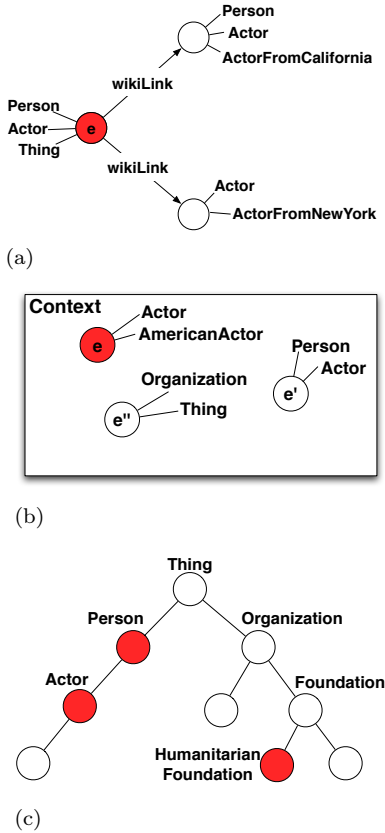 Person
Actor
ActorFromCalifornia
wikiLink
Person
Actor
Thing
e
wikiLink
Actor
ActorFromNewYork
(a)
Context
Actor
AmericanActor
e
Person
Actor
e'
Organization
Thing
e"
(b)
Thing
Person
Organization
Actor
Foundation
Humanitarian
Foundation
(c)